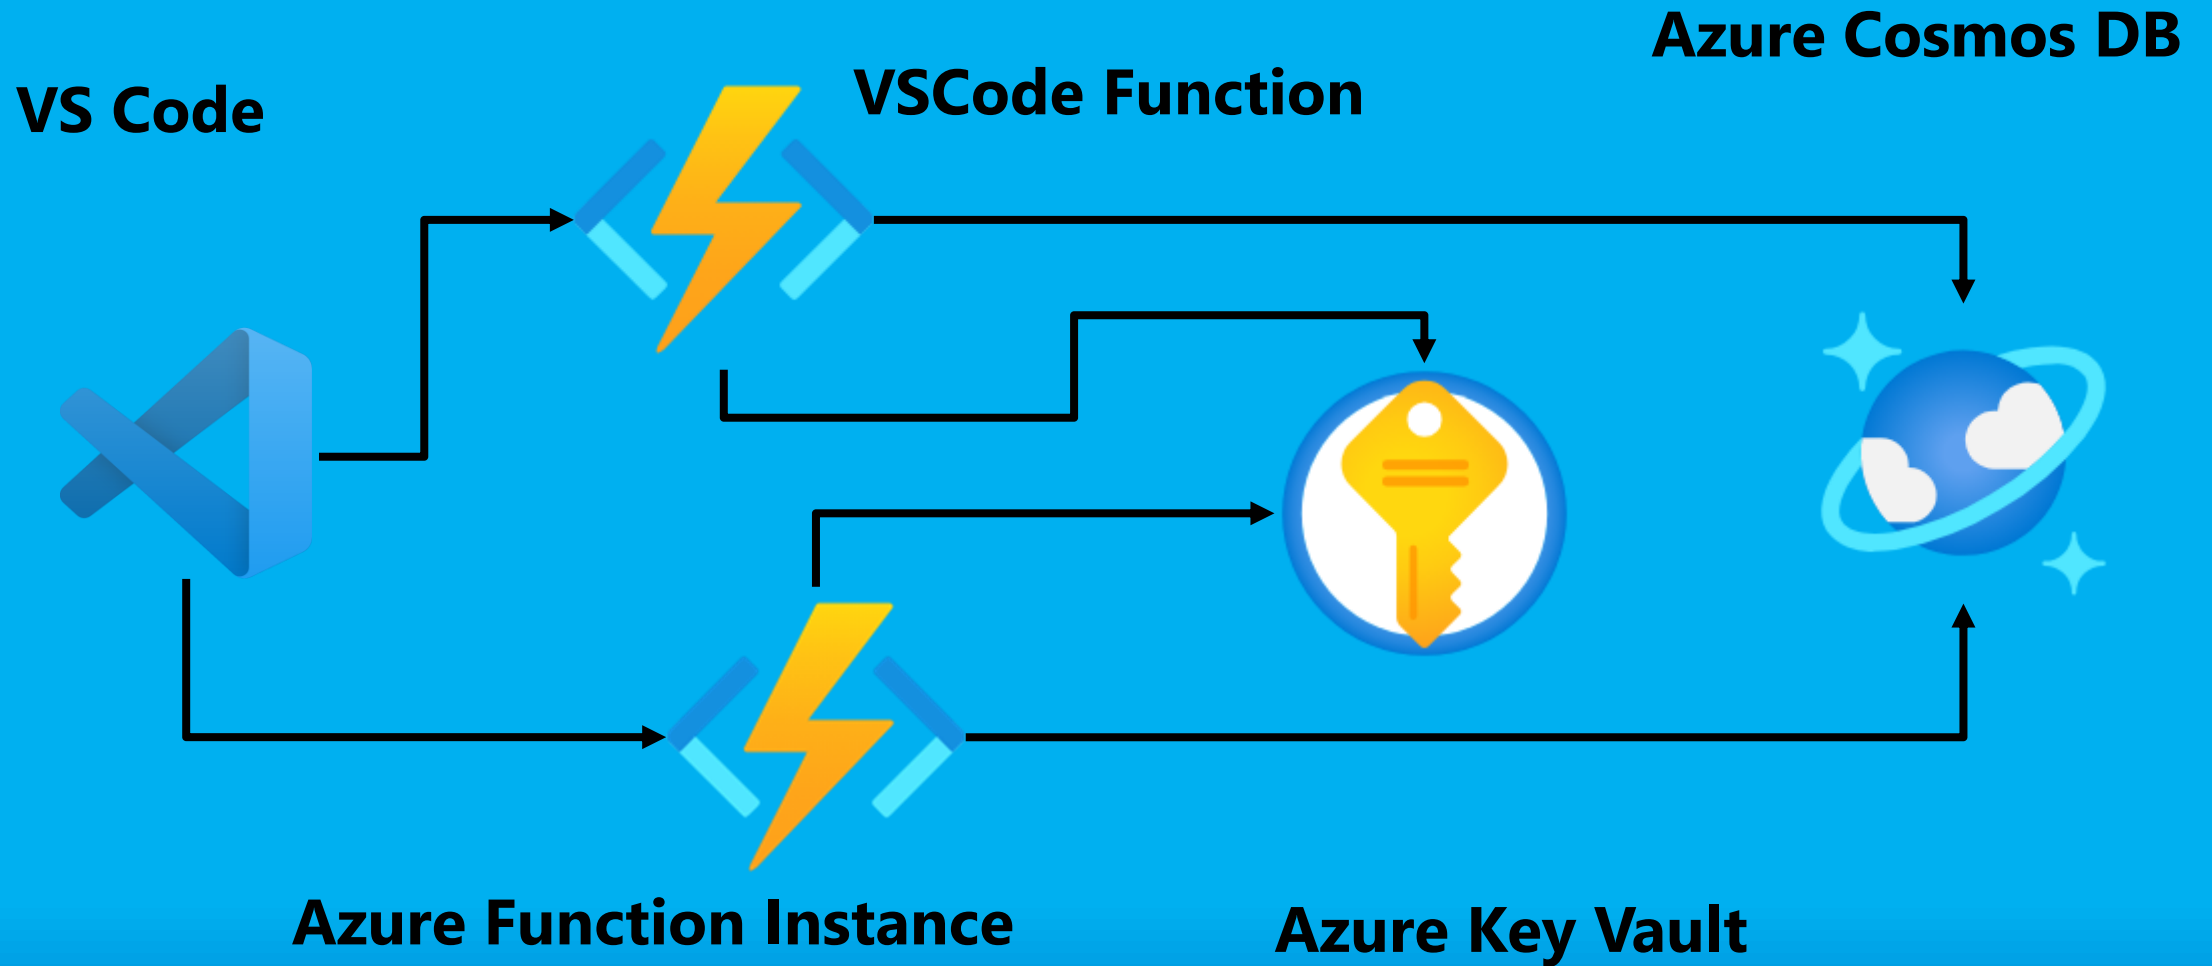 Azure Cosmos DB
VS Code
VSCode Function
Azure Function Instance
Azure Key Vault